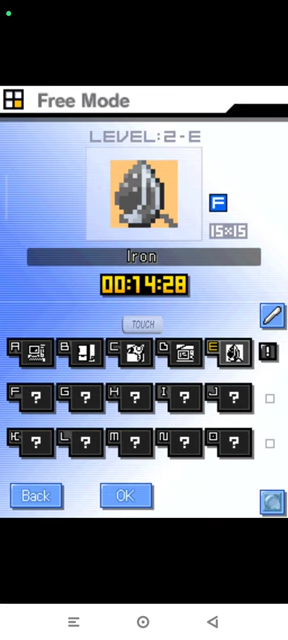 Free Mode
LEVEL:2-E
F
15×15
Iron
00:14:28
TOUCH
A B C D E !
F ? G ? H ? I ? J ?
K ? L ? M ? N ? O ?
Back OK